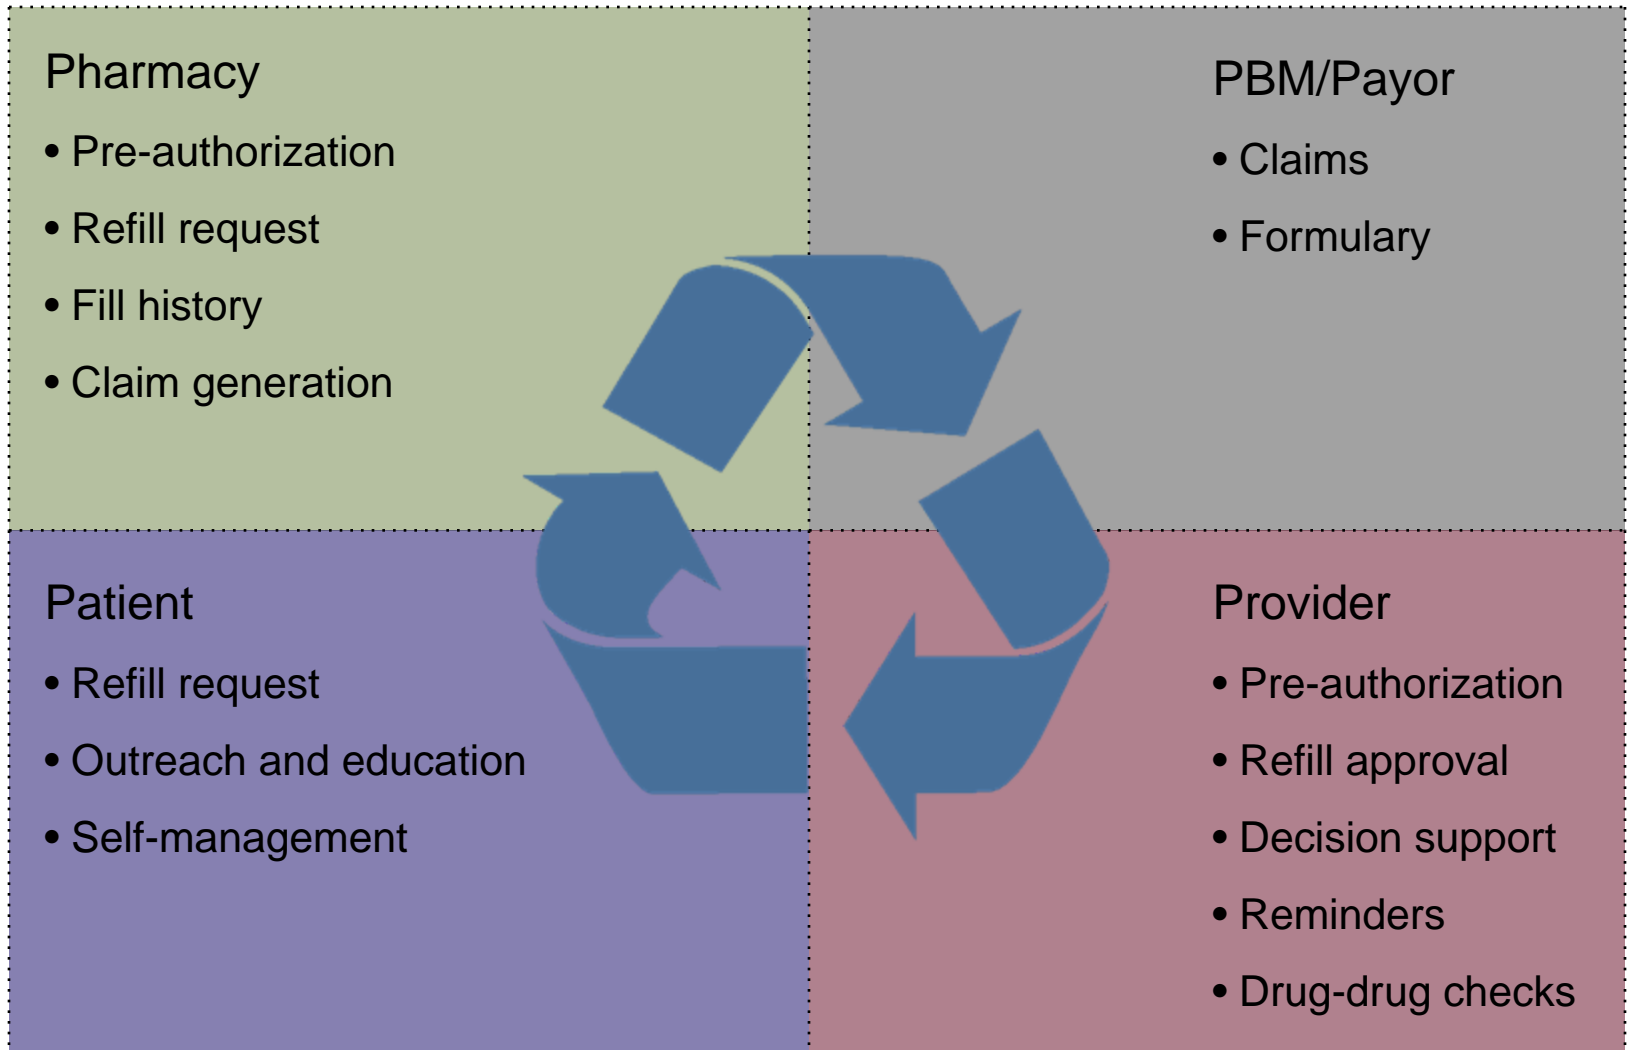 Pharmacy
• Pre-authorization
• Refill request
• Fill history
• Claim generation
PBM/Payor
• Claims
• Formulary
Patient
• Refill request
• Outreach and education
• Self-management
Provider
• Pre-authorization
• Refill approval
• Decision support
• Reminders
• Drug-drug checks